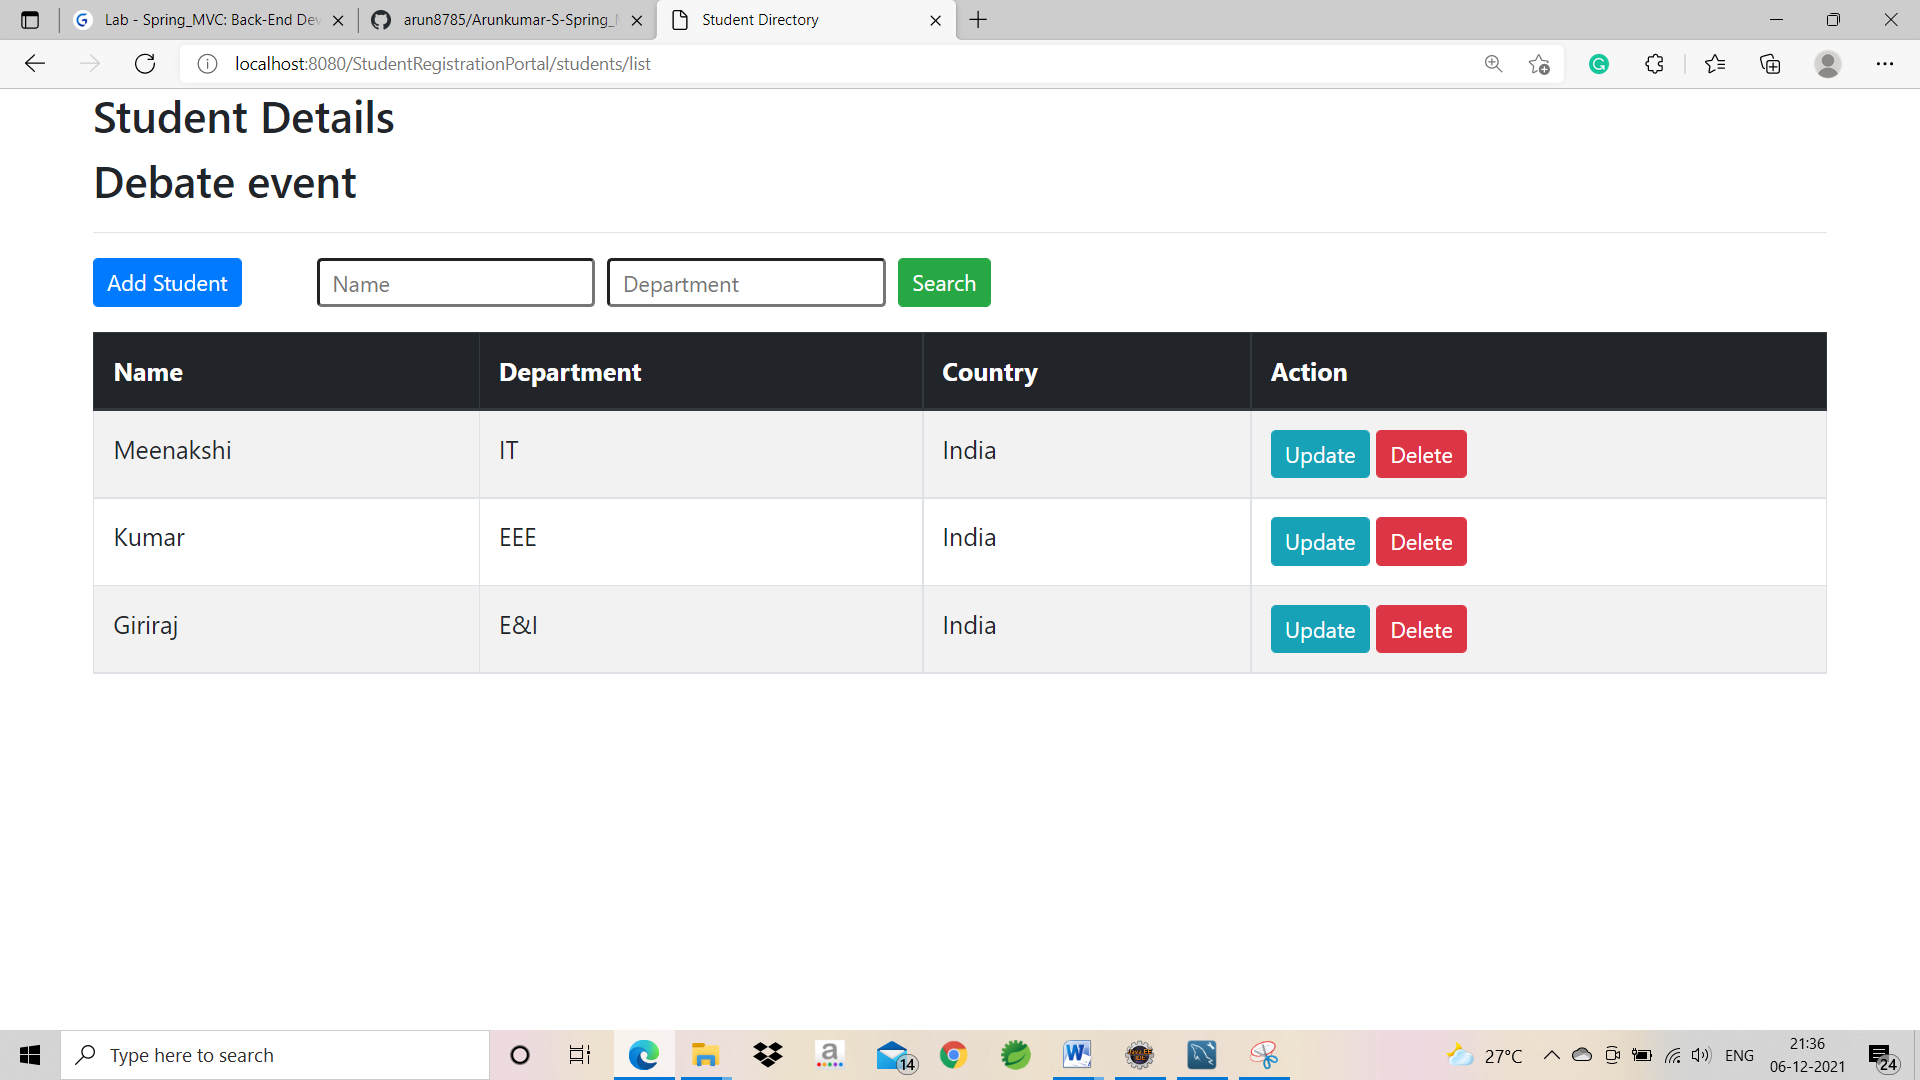 Lab - Spring_MVC: Back-End Dev
arun8785/Arunkumar-S-Spring_M
Student Directory
localhost:8080/StudentRegistrationPortal/students/list
Student Details
Debate event
Add Student
Name
Department
Search
Name Department Country Action
Meenakshi IT India Update Delete
Kumar EEE India Update Delete
Giriraj E&I India Update Delete
Type here to search
14
27°C
ENG
21:36
06-12-2021
24